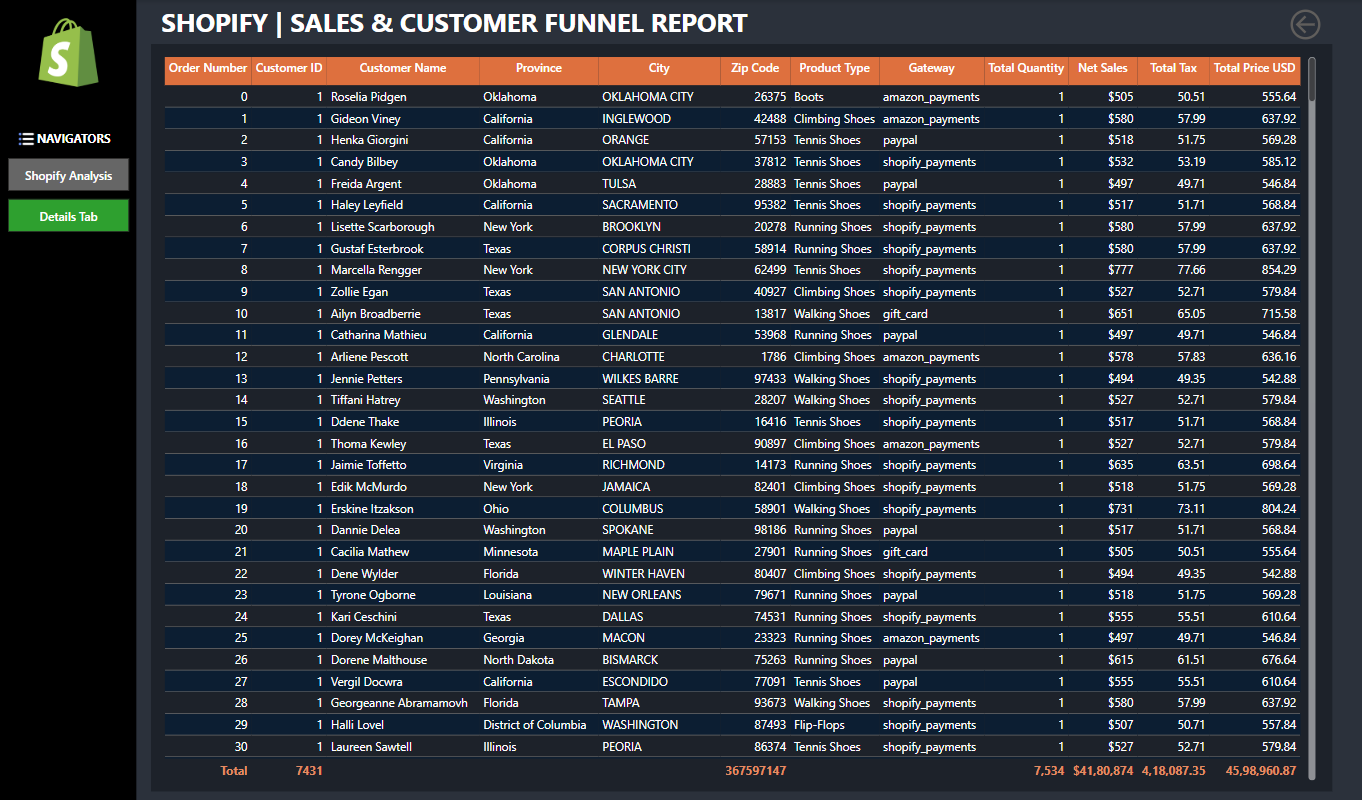 SHOPIFY | SALES & CUSTOMER FUNNEL REPORT
S
NAVIGATORS
Shopify Analysis
Details Tab
Order Number Customer ID Customer Name Province City Zip Code Product Type Gateway Total Quantity Net Sales Total Tax Total Price USD
0 1 Roselia Pidgen Oklahoma OKLAHOMA CITY 26375 Boots amazon_payments 1 $505 50.51 555.64
1 1 Gideon Viney California INGLEWOOD 42488 Climbing Shoes amazon_payments 1 $580 57.99 637.92
2 1 Henka Giorgini California ORANGE 57153 Tennis Shoes paypal 1 $518 51.75 569.28
3 1 Candy Bilbey Oklahoma OKLAHOMA CITY 37812 Tennis Shoes shopify_payments 1 $532 53.19 585.12
4 1 Freida Argent Oklahoma TULSA 28883 Tennis Shoes paypal 1 $497 49.71 546.84
5 1 Haley Leyfield California SACRAMENTO 95382 Tennis Shoes shopify_payments 1 $517 51.71 568.84
6 1 Lisette Scarborough New York BROOKLYN 20278 Running Shoes shopify_payments 1 $580 57.99 637.92
7 1 Gustaf Esterbrook Texas CORPUS CHRISTI 58914 Running Shoes shopify_payments 1 $580 57.99 637.92
8 1 Marcella Rengger New York NEW YORK CITY 62499 Tennis Shoes shopify_payments 1 $777 77.66 854.29
9 1 Zollie Egan Texas SAN ANTONIO 40927 Climbing Shoes shopify_payments 1 $527 52.71 579.84
10 1 Ailyn Broadberrie Texas SAN ANTONIO 13817 Walking Shoes gift_card 1 $651 65.05 715.58
11 1 Catharina Mathieu California GLENDALE 53968 Running Shoes paypal 1 $497 49.71 546.84
12 1 Arliene Pescott North Carolina CHARLOTTE 1786 Climbing Shoes amazon_payments 1 $578 57.83 636.16
13 1 Jennie Petters Pennsylvania WILKES BARRE 97433 Walking Shoes shopify_payments 1 $494 49.35 542.88
14 1 Tiffani Hatrey Washington SEATTLE 28207 Walking Shoes shopify_payments 1 $527 52.71 579.84
15 1 Ddene Thake Illinois PEORIA 16416 Tennis Shoes shopify_payments 1 $517 51.71 568.84
16 1 Thoma Kewley Texas EL PASO 90897 Climbing Shoes amazon_payments 1 $527 52.71 579.84
17 1 Jaimie Toffetto Virginia RICHMOND 14173 Running Shoes shopify_payments 1 $635 63.51 698.64
18 1 Edik McMurdo New York JAMAICA 82401 Climbing Shoes shopify_payments 1 $518 51.75 569.28
19 1 Erskine Itzakson Ohio COLUMBUS 58901 Walking Shoes shopify_payments 1 $731 73.11 804.24
20 1 Dannie Delea Washington SPOKANE 98186 Running Shoes paypal 1 $517 51.71 568.84
21 1 Cacilia Mathew Minnesota MAPLE PLAIN 27901 Running Shoes gift_card 1 $505 50.51 555.64
22 1 Dene Wylder Florida WINTER HAVEN 80407 Climbing Shoes shopify_payments 1 $494 49.35 542.88
23 1 Tyrone Ogborne Louisiana NEW ORLEANS 79671 Running Shoes paypal 1 $518 51.75 569.28
24 1 Kari Ceschini Texas DALLAS 74531 Running Shoes shopify_payments 1 $555 55.51 610.64
25 1 Dorey McKeighan Georgia MACON 23323 Running Shoes amazon_payments 1 $497 49.71 546.84
26 1 Dorene Malthouse North Dakota BISMARCK 75263 Running Shoes paypal 1 $615 61.51 676.64
27 1 Vergil Docwra California ESCONDIDO 77091 Tennis Shoes paypal 1 $555 55.51 610.64
28 1 Georgeanne Abramamovh Florida TAMPA 93673 Walking Shoes shopify_payments 1 $580 57.99 637.92
29 1 Halli Lovel District of Columbia WASHINGTON 87493 Flip-Flops shopify_payments 1 $507 50.71 557.84
30 1 Laureen Sawtell Illinois PEORIA 86374 Tennis Shoes shopify_payments 1 $527 52.71 579.84
Total 7431 367597147 7,534 $41,80,874 4,18,087.35 45,98,960.87